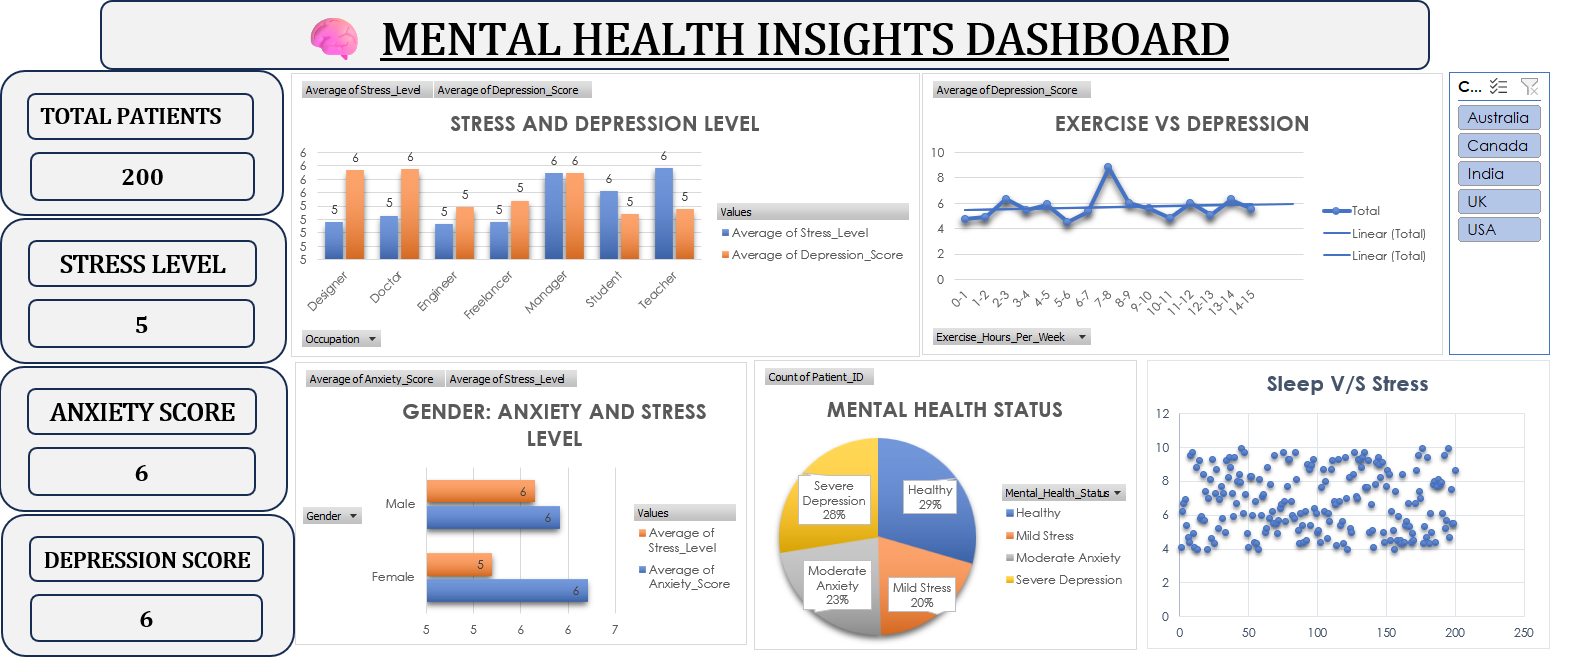 MENTAL HEALTH INSIGHTS DASHBOARD
TOTAL PATIENTS
200
STRESS LEVEL
5
ANXIETY SCORE
6
DEPRESSION SCORE
6
Average of Stress_Level Average of Depression_Score
STRESS AND DEPRESSION LEVEL
6
6
6
6
6
5
5
5
5
5 6 5 6 5 5 5 5 6 6 6 5 6 5
Designer Doctor Engineer Freelancer Manager Student Teacher
Values
Average of Stress_Level
Average of Depression_Score
Occupation
Average of Depression_Score
EXERCISE VS DEPRESSION
10
8
6
4
2
0
0-1 1-2 2-3 3-4 4-5 5-6 6-7 7-8 8-9 9-10 10-11 11-12 12-13 13-14 14-15
Total
Linear (Total)
Linear (Total)
Exercise_Hours_Per_Week
C...
Australia
Canada
India
UK
USA
Average of Anxiety_Score Average of Stress_Level
GENDER: ANXIETY AND STRESS
LEVEL
Gender
Male
6
6
Female
5
6
5 5 6 6 7
Values
Average of
Stress_Level
Average of
Anxiety_Score
Count of Patient_ID
MENTAL HEALTH STATUS
Severe
Depression
28%
Healthy
29%
Moderate
Anxiety
23%
Mild Stress
20%
Mental_Health_Status
Healthy
Mild Stress
Moderate Anxiety
Severe Depression
Sleep V/S Stress
12
10
8
6
4
2
0
0 50 100 150 200 250